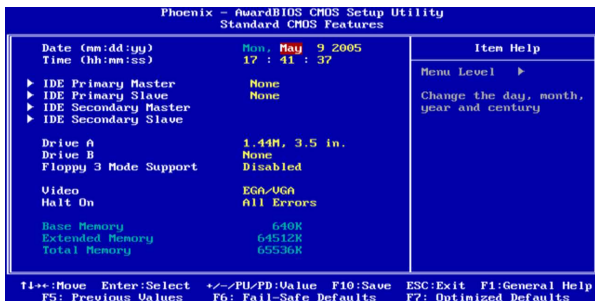 Phoenix - AwardBIOS CMOS Setup Utility
Standard CMOS Features
Date (mm:dd:yy) Mon, May 9 2005
Time (hh:mm:ss) 17 : 41 : 37
IDE Primary Master None
IDE Primary Slave None
IDE Secondary Master
IDE Secondary Slave
Drive A 1.44M, 3.5 in.
Drive B None
Floppy 3 Mode Support Disabled
Video EGA/VGA
Halt On All Errors
Base Memory 640K
Extended Memory 64512K
Total Memory 65536K
Item Help
Menu Level ▶
Change the day, month,
year and century
↑↓→←:Move Enter:Select +/-/PU/PD:Value F10:Save ESC:Exit F1:General Help
F5: Previous Values F6: Fail-Safe Defaults F7: Optimized Defaults